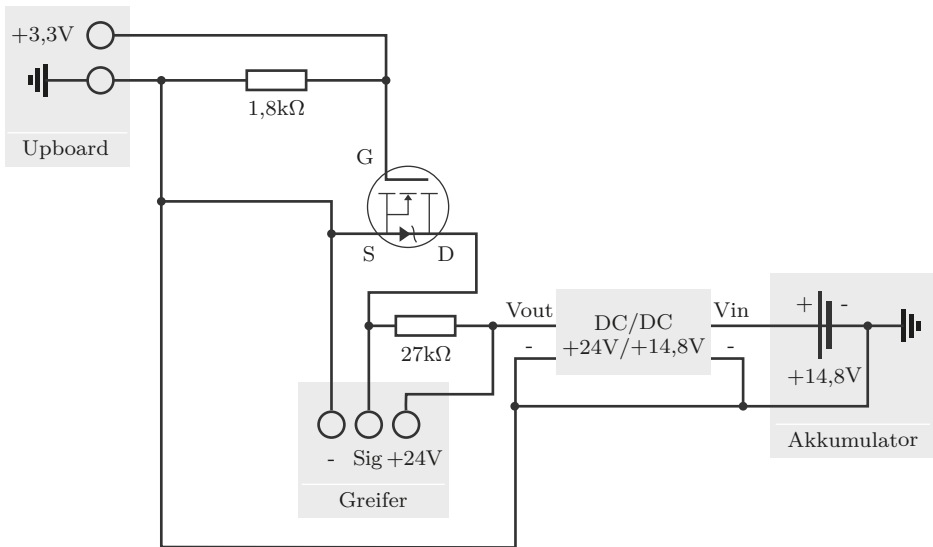 +3,3V
1,8kΩ
Upboard
G
S
D
Vout
Vin
+
-
DC/DC
+24V/+14,8V
-
-
27kΩ
+14,8V
-
Sig
+24V
Akkumulator
Greifer